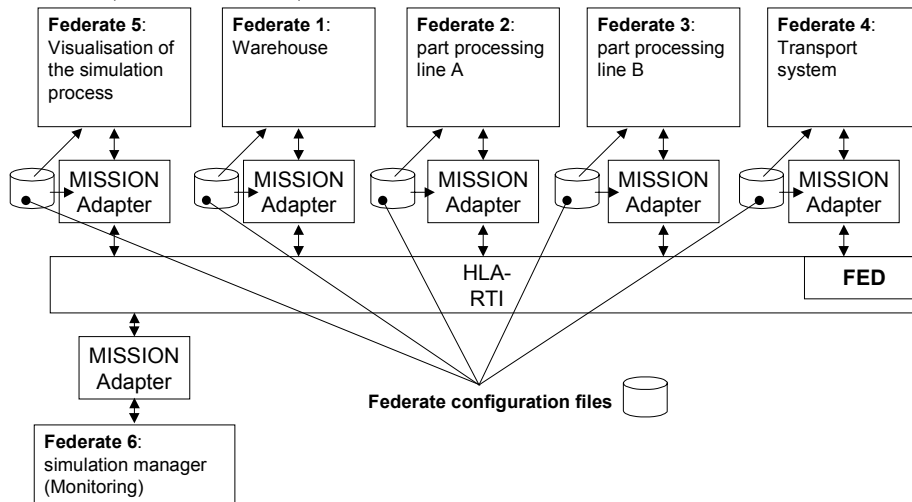 Federate 5:
Visualisation of
the simulation
process
Federate 1:
Warehouse
Federate 2:
part processing
line A
Federate 3:
part processing
line B
Federate 4:
Transport
system
MISSION
Adapter
MISSION
Adapter
MISSION
Adapter
MISSION
Adapter
MISSION
Adapter
HLA-
RTI
FED
MISSION
Adapter
Federate configuration files
Federate 6:
simulation manager
(Monitoring)